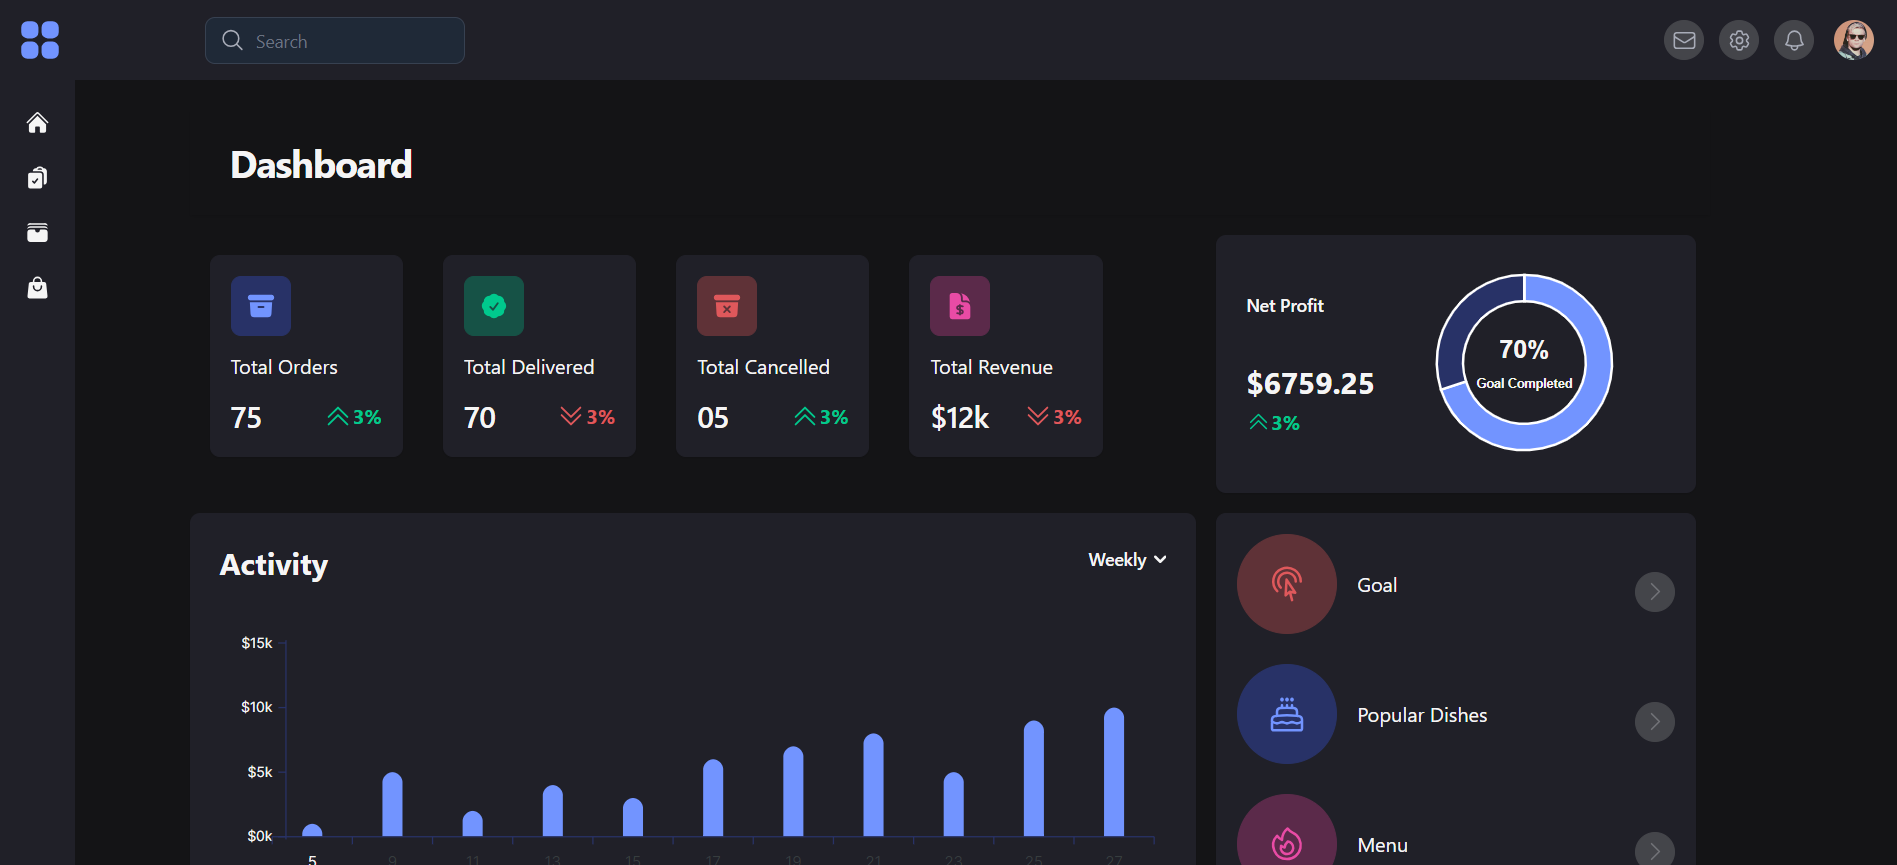 Search
Dashboard
Total Orders
75 3%
Total Delivered
70 3%
Total Cancelled
05 3%
Total Revenue
$12k 3%
Net Profit
$6759.25
3%
70%
Goal Completed
Activity
Weekly
$15k
$10k
$5k
$0k
5 9 11 13 15 17 19 21 23 25 27
Goal
Popular Dishes
Menu